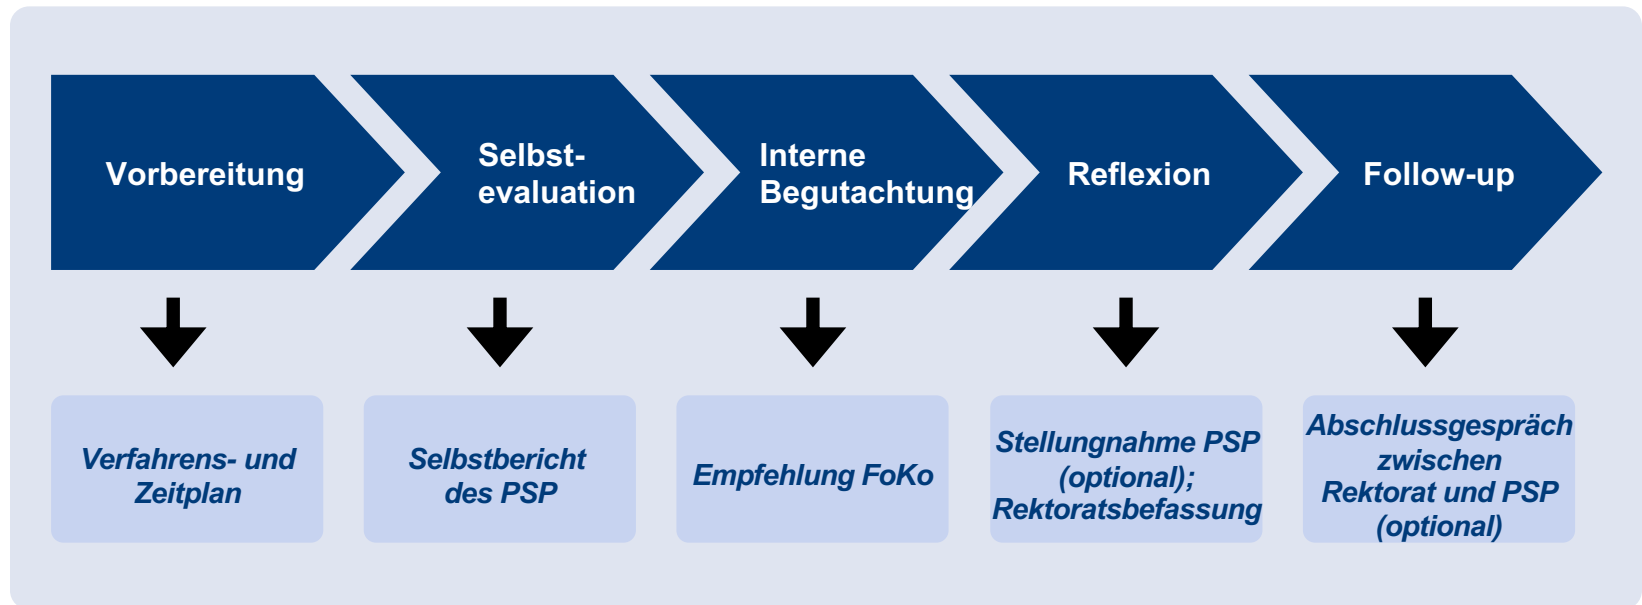 Vorbereitung
Selbst-
evaluation
Interne
Begutachtung
Reflexion
Follow-up
Verfahrens- und
Zeitplan
Selbstbericht
des PSP
Empfehlung FoKo
Stellungnahme PSP
(optional);
Rektoratsbefassung
Abschlussgespräch
zwischen
Rektorat und PSP
(optional)